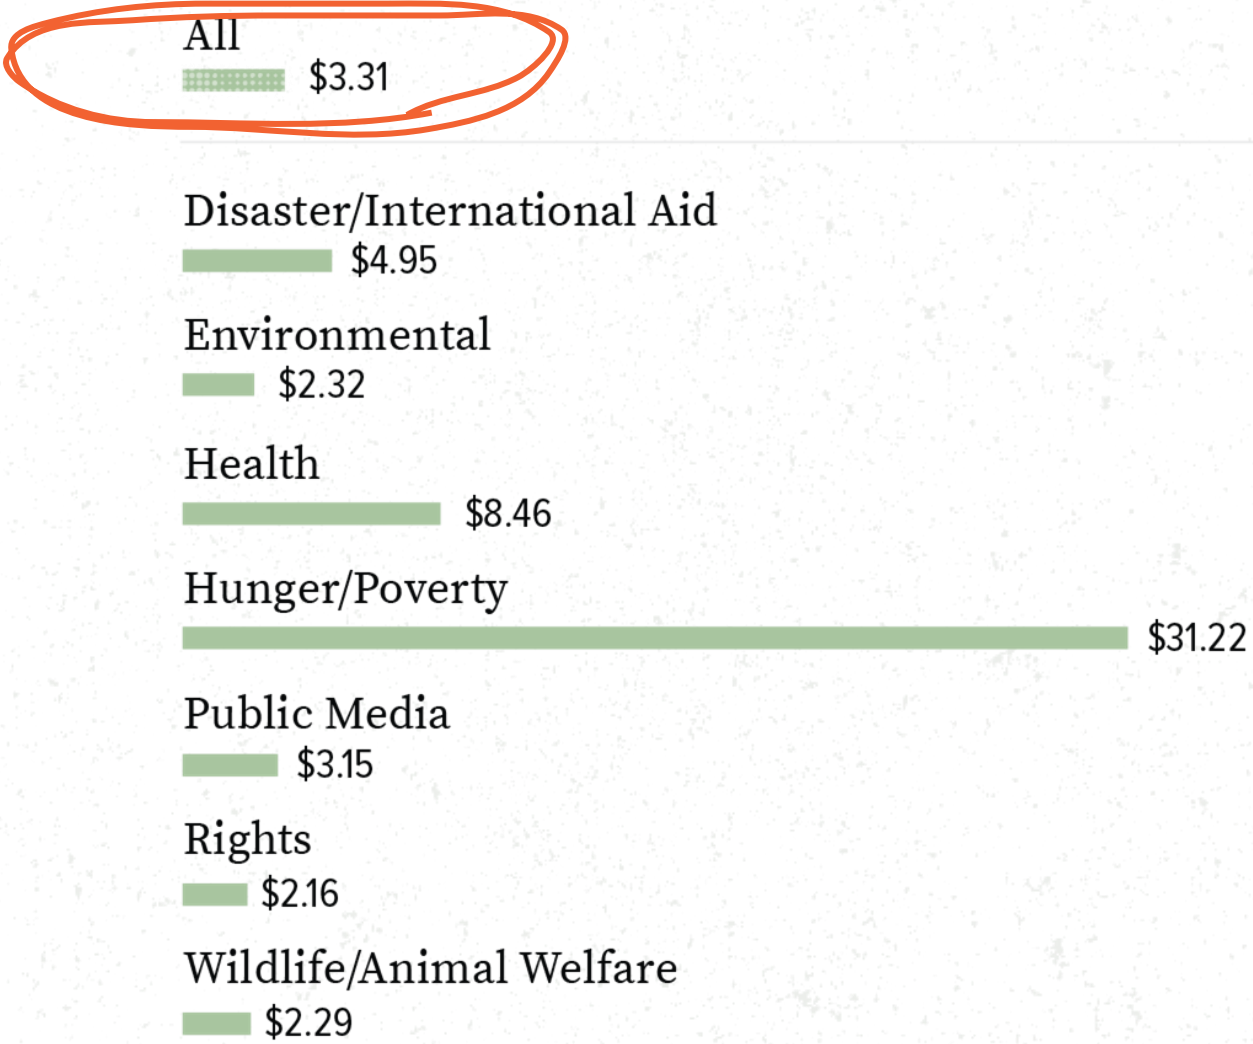 All
$3.31
Disaster/International Aid
$4.95
Environmental
$2.32
Health
$8.46
Hunger/Poverty
$31.22
Public Media
$3.15
Rights
$2.16
Wildlife/Animal Welfare
$2.29